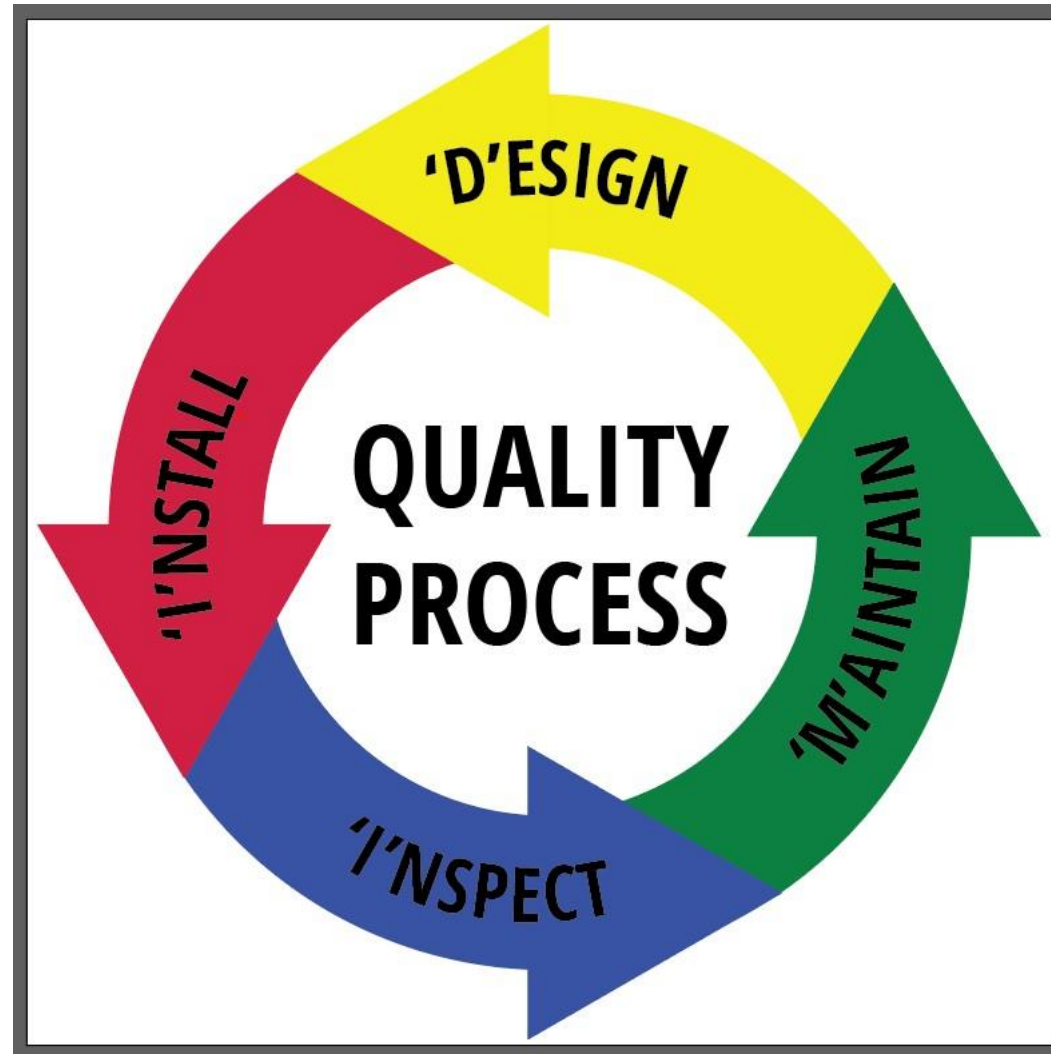 ‘D’ESIGN
‘I’NSTALL
QUALITY
PROCESS
‘M’AINTAIN
‘I’NSPECT